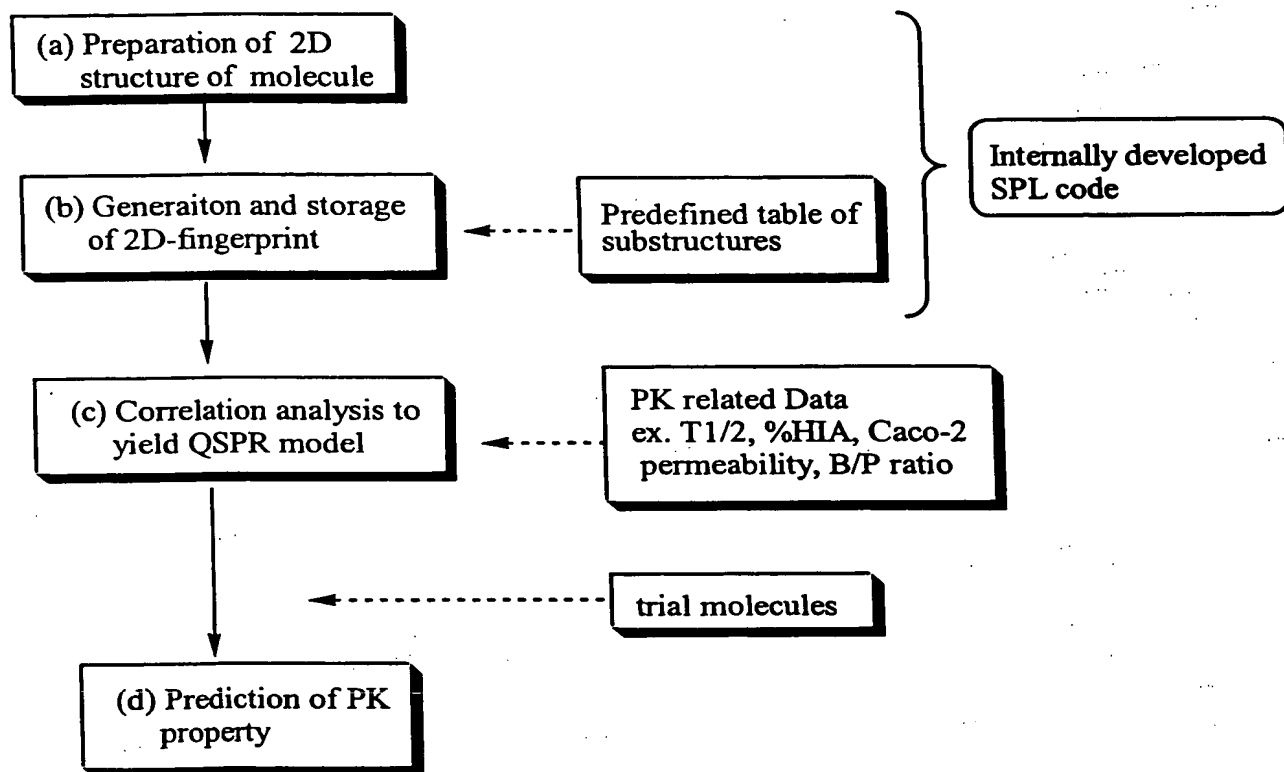 (a) Preparation of 2D
structure of molecule
Internally developed
SPL code
(b) Generaiton and storage
of 2D-fingerprint
Predefined table of
substructures
(c) Correlation analysis to
yield QSPR model
PK related Data
ex. T1/2, %HIA, Caco-2
permeability, B/P ratio
trial molecules
(d) Prediction of PK
property